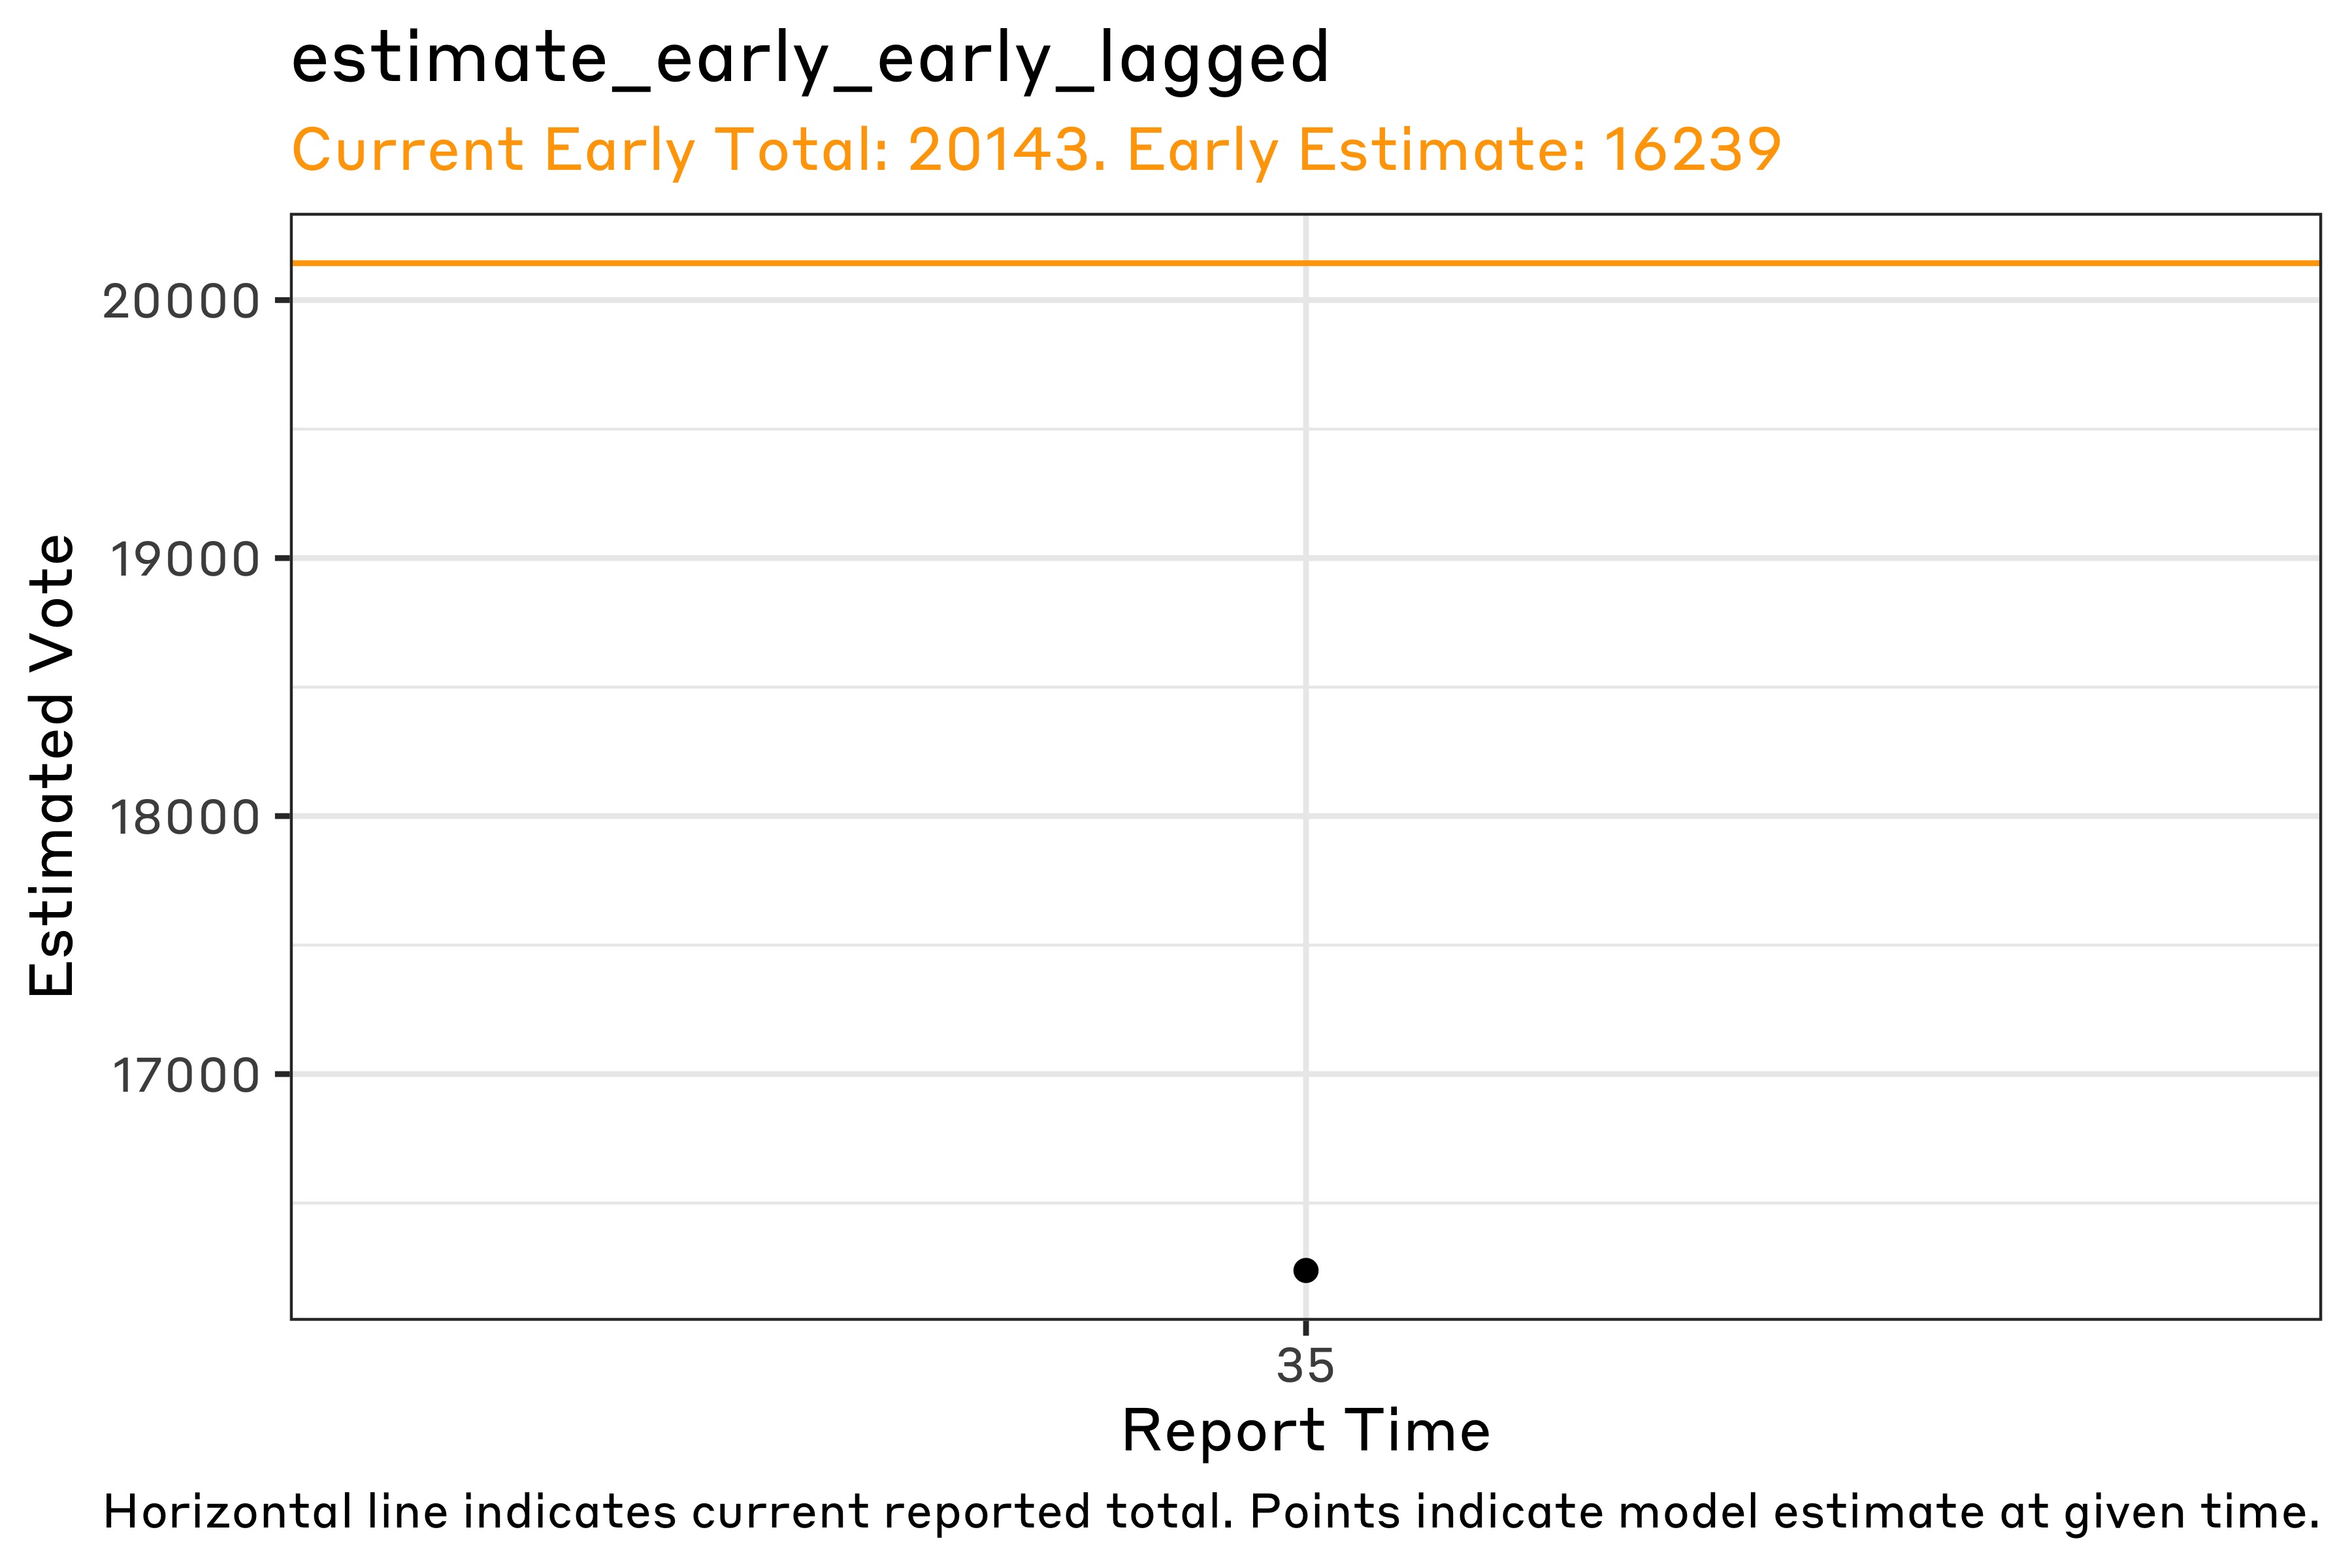 estimate_early_early_lagged
Current Early Total: 20143. Early Estimate: 16239
20000
19000
18000
17000
Estimated Vote
35
Report Time
Horizontal line indicates current reported total. Points indicate model estimate at given time.